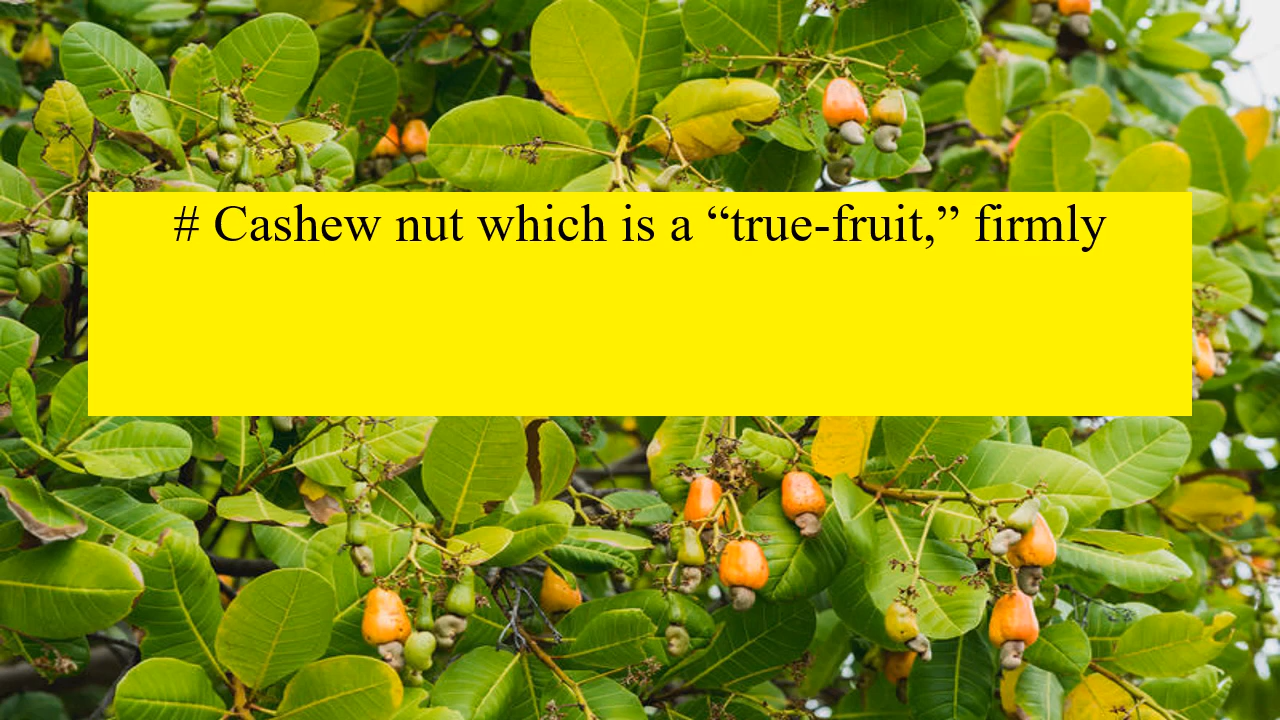 # Cashew nut which is a “true-fruit,” firmly